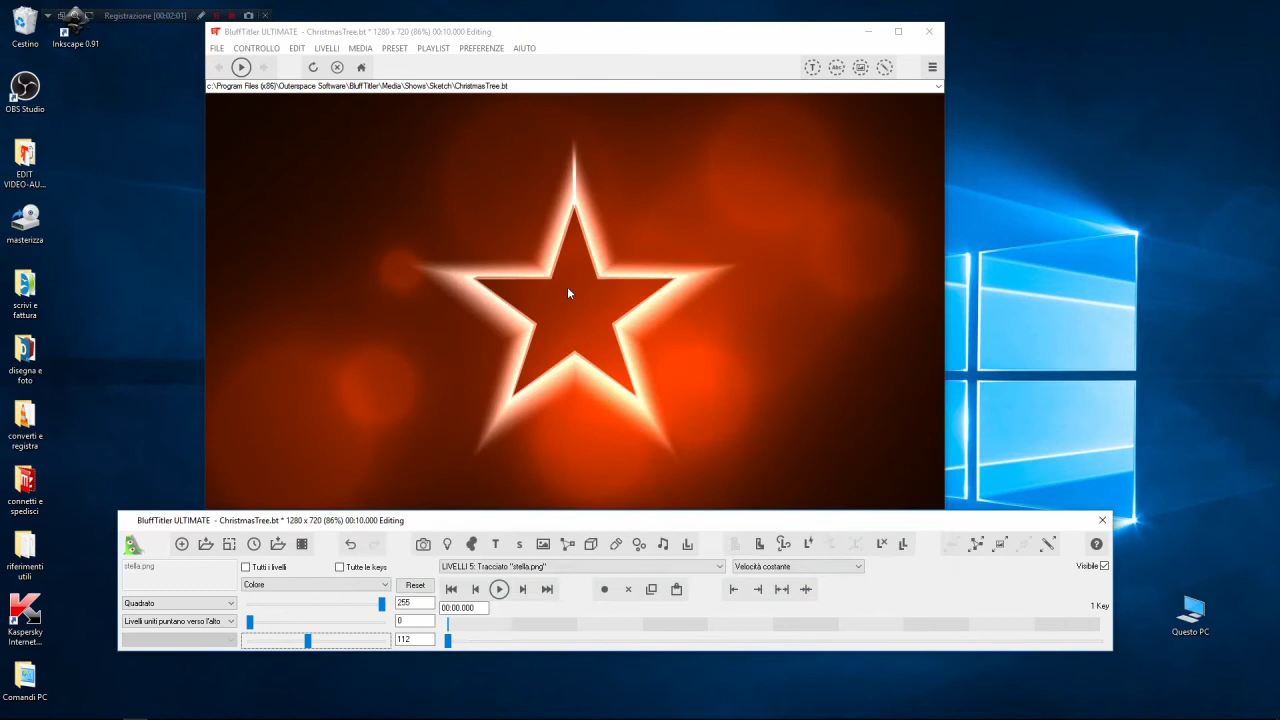 Registrazione [00:02:01]
Cestino
Inkscape 0.91
OBS Studio
EDIT
VIDEO-AU...
masterizza
scrivi e
fattura
disegna e
foto
converti e
registra
connetti e
spedisci
riferimenti
utili
Kaspersky
Internet...
Comandi PC
Questo PC
BluffTitler ULTIMATE - ChristmasTree.bt * 1280 x 720 (86%) 00:10.000 Editing
FILE CONTROLLO EDIT LIVELLI MEDIA PRESET PLAYLIST PREFERENZE AIUTO
c:\Program Files (x86)\Outerspace Software\BluffTitler\Media\Shows\Sketch\ChristmasTree.bt
BluffTitler ULTIMATE - ChristmasTree.bt * 1280 x 720 (86%) 00:10.000 Editing
stella.png
Tutti i livelli
Tutte le keys
LIVELLI 5: Tracciato "stella.png"
Velocità costante
Visibile
Colore
Reset
Quadrato
255
00:00.000
1 Key
Livelli uniti puntano verso l'alto
0
112